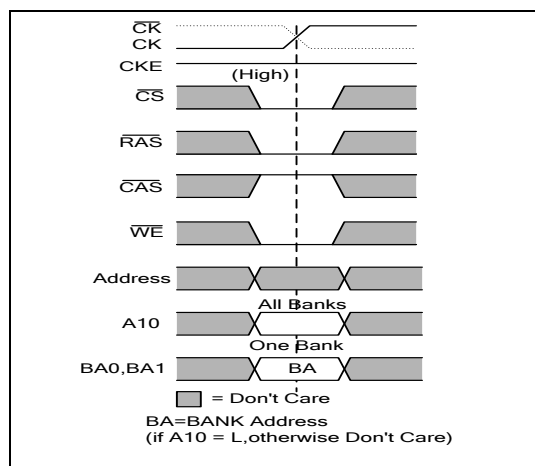 CK
CK
CKE
(High)
CS
RAS
CAS
WE
Address
All Banks
A10
One Bank
BA0,BA1
BA
= Don't Care
BA=BANK Address
(if A10 = L,otherwise Don't Care)